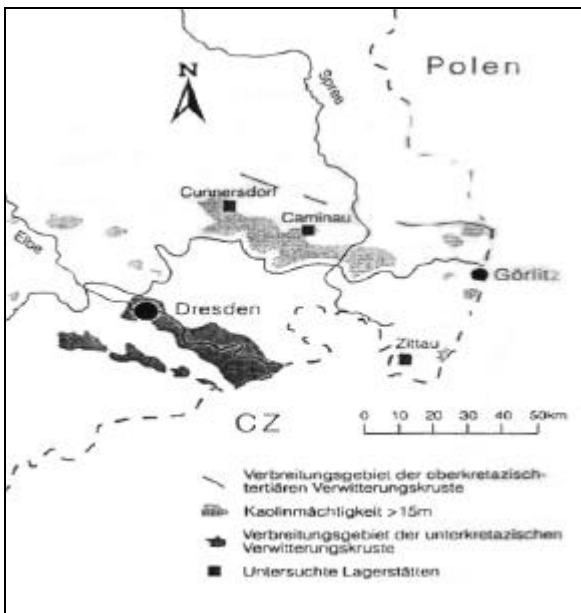 N
Polen
Spree
Cunnersdorf
Caminau
Elbe
Görlitz
Dresden
Zittau
CZ
0 10 20 30 40 50km
Verbreitungsgebiet der oberkretazisch-
tertiären Verwitterungskruste
Kaolinmächtigkeit >15m
Verbreitungsgebiet der unterkretazischen
Verwitterungskruste
Untersuchte Lagerstätten